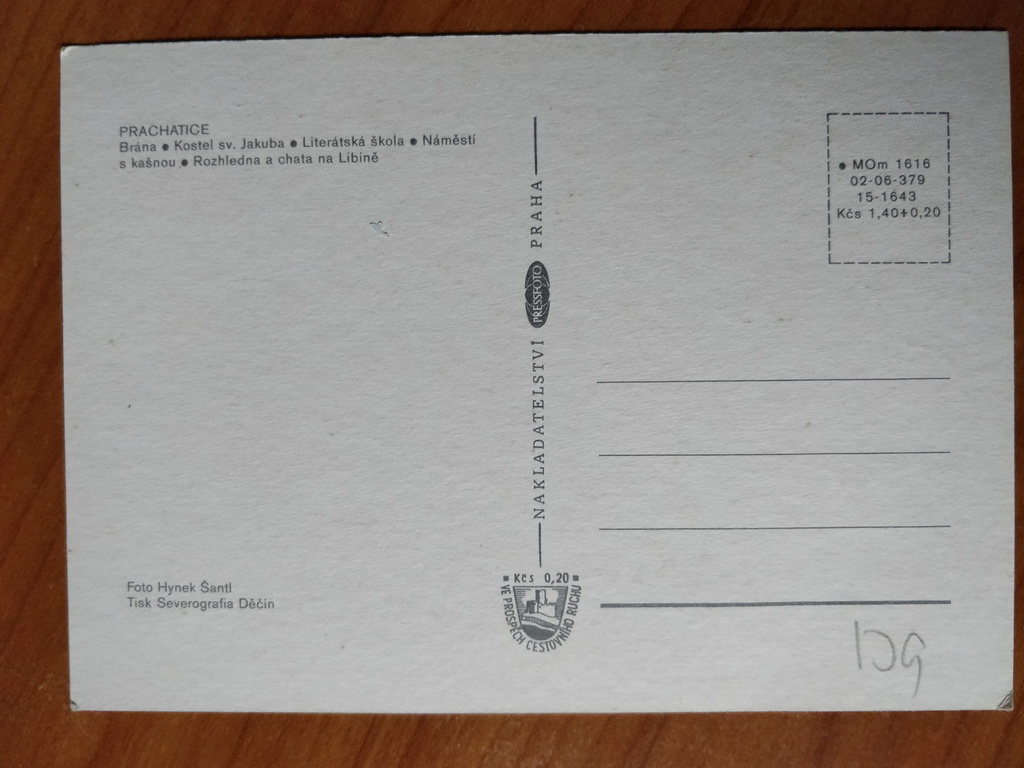 PRACHATICE
Brána • Kostel sv. Jakuba • Literátská škola • Náměstí
s kašnou • Rozhledna a chata na Libíně
• MOm 1616
02-06-379
15-1643
Kčs 1,40+0,20
NAKLADATELSTVÍ PRESSFOTO PRAHA
Foto Hynek Šantl
Tisk Severografia Děčín
▪ Kčs 0,20 ▪
VE PROSPĚCH CESTOVNÍHO RUCHU